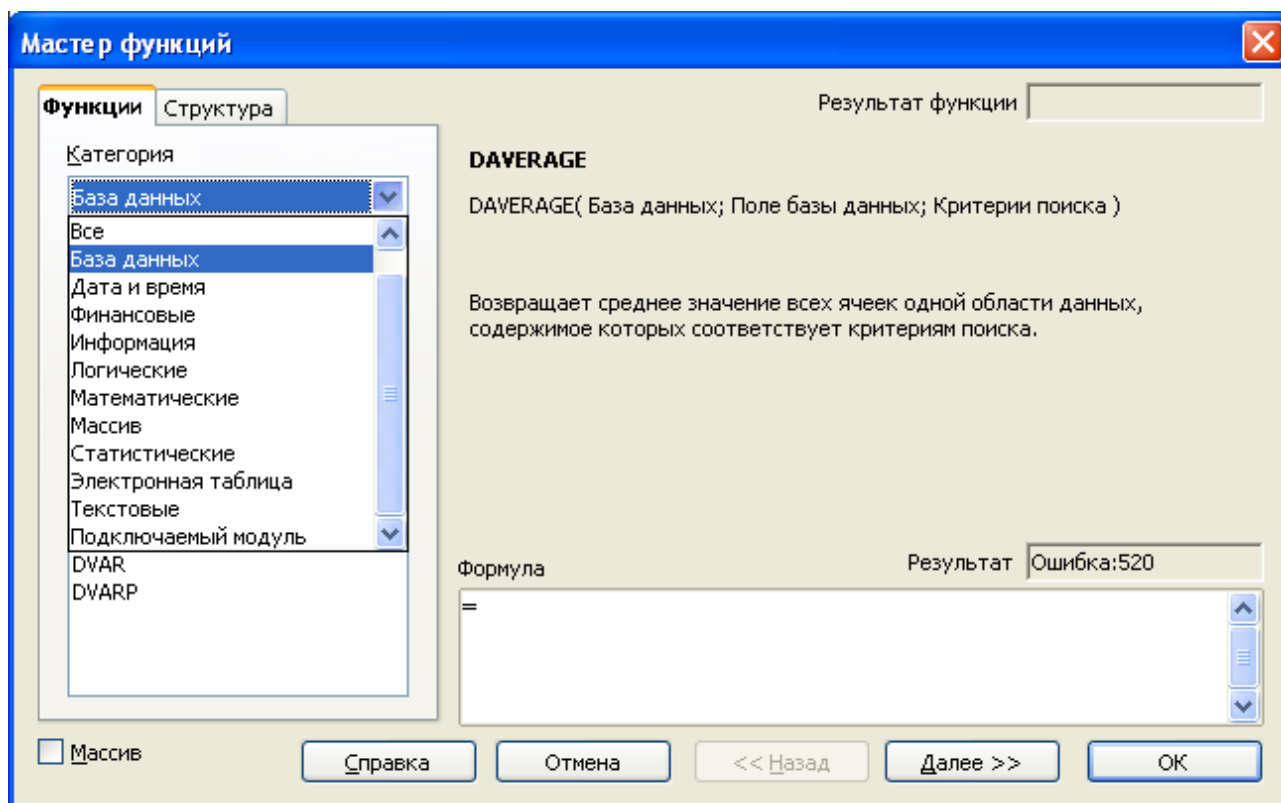 Мастер функций
Функции
Структура
Результат функции
Категория
База данных
Все
База данных
Дата и время
Финансовые
Информация
Логические
Математические
Массив
Статистические
Электронная таблица
Текстовые
Подключаемый модуль
DVAR
DVARP
DAVERAGE
DAVERAGE( База данных; Поле базы данных; Критерии поиска )
Возвращает среднее значение всех ячеек одной области данных,
содержимое которых соответствует критериям поиска.
Формула
Результат
Ошибка:520
=
Массив
Справка
Отмена
<< Назад
Далее >>
ОК